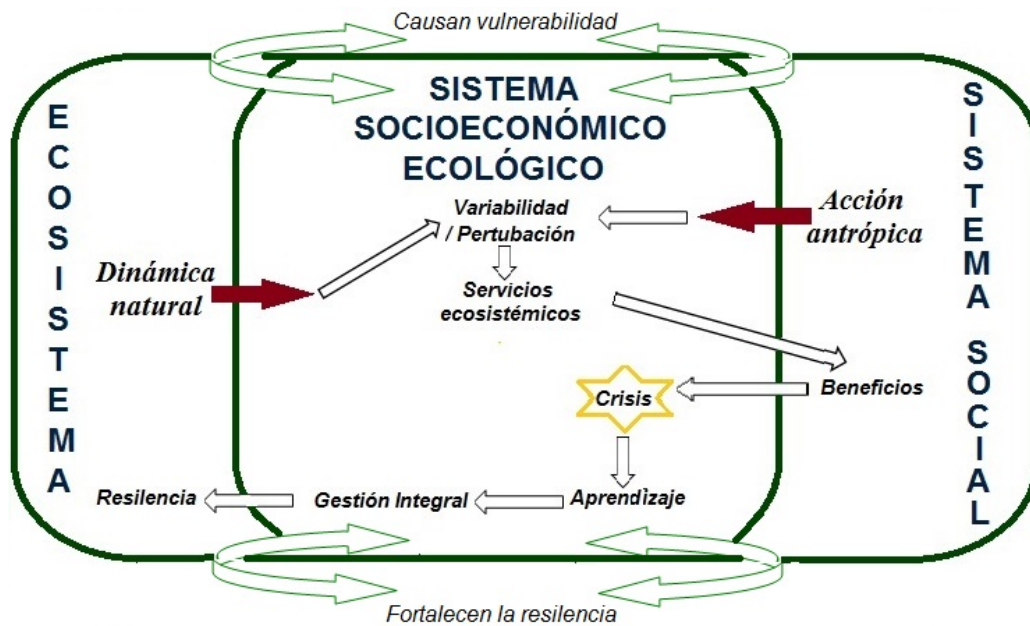 Causan vulnerabilidad
ECOSISTEMA
SISTEMA
SOCIOECONÓMICO
ECOLÓGICO
SISTEMA SOCIAL
Variabilidad
/ Pertubación
Acción
antrópica
Dinámica
natural
Servicios
ecosistémicos
Crisis
Beneficios
Resilencia
Gestión Integral
Aprendizaje
Fortalecen la resilencia